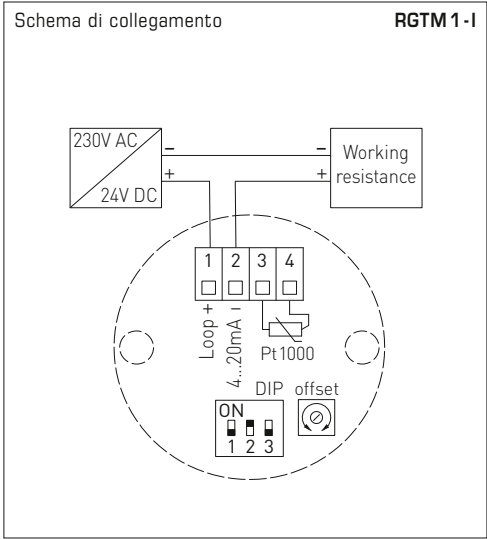 Schema di collegamento RGTM 1 - I
230V AC
24V DC
– –
+ +
Working
resistance
1 2 3 4
Loop +
4...20mA –
Pt1000
DIP offset
ON
1 2 3